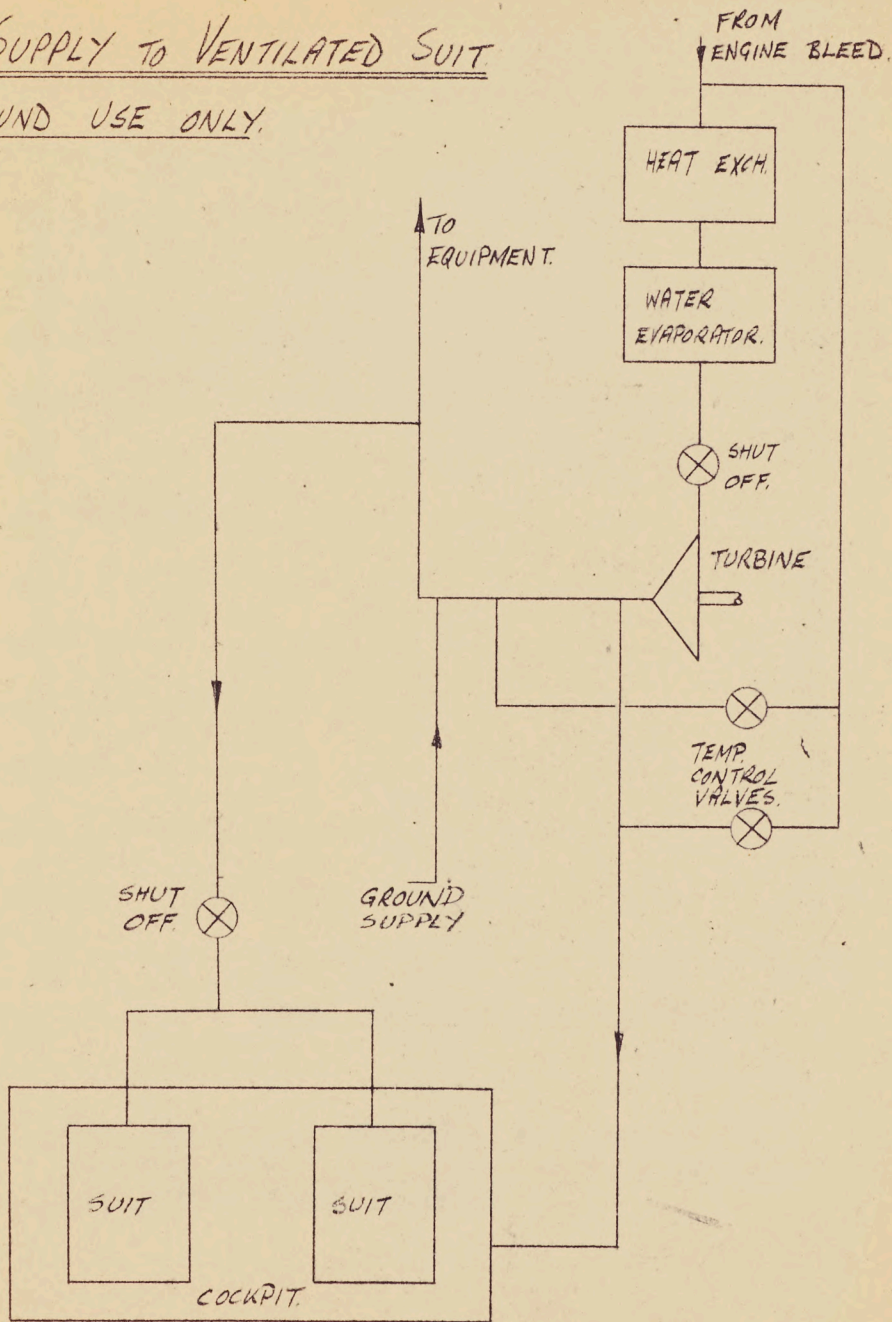 SUPPLY TO VENTILATED SUIT
USE ONLY.
FROM
ENGINE BLEED.
HEAT EXCH.
TO
EQUIPMENT.
WATER
EVAPORATOR.
SHUT
OFF.
TURBINE
TEMP.
CONTROL
VALVES.
SHUT
OFF.
GROUND
SUPPLY
SUIT
SUIT
COCKPIT.